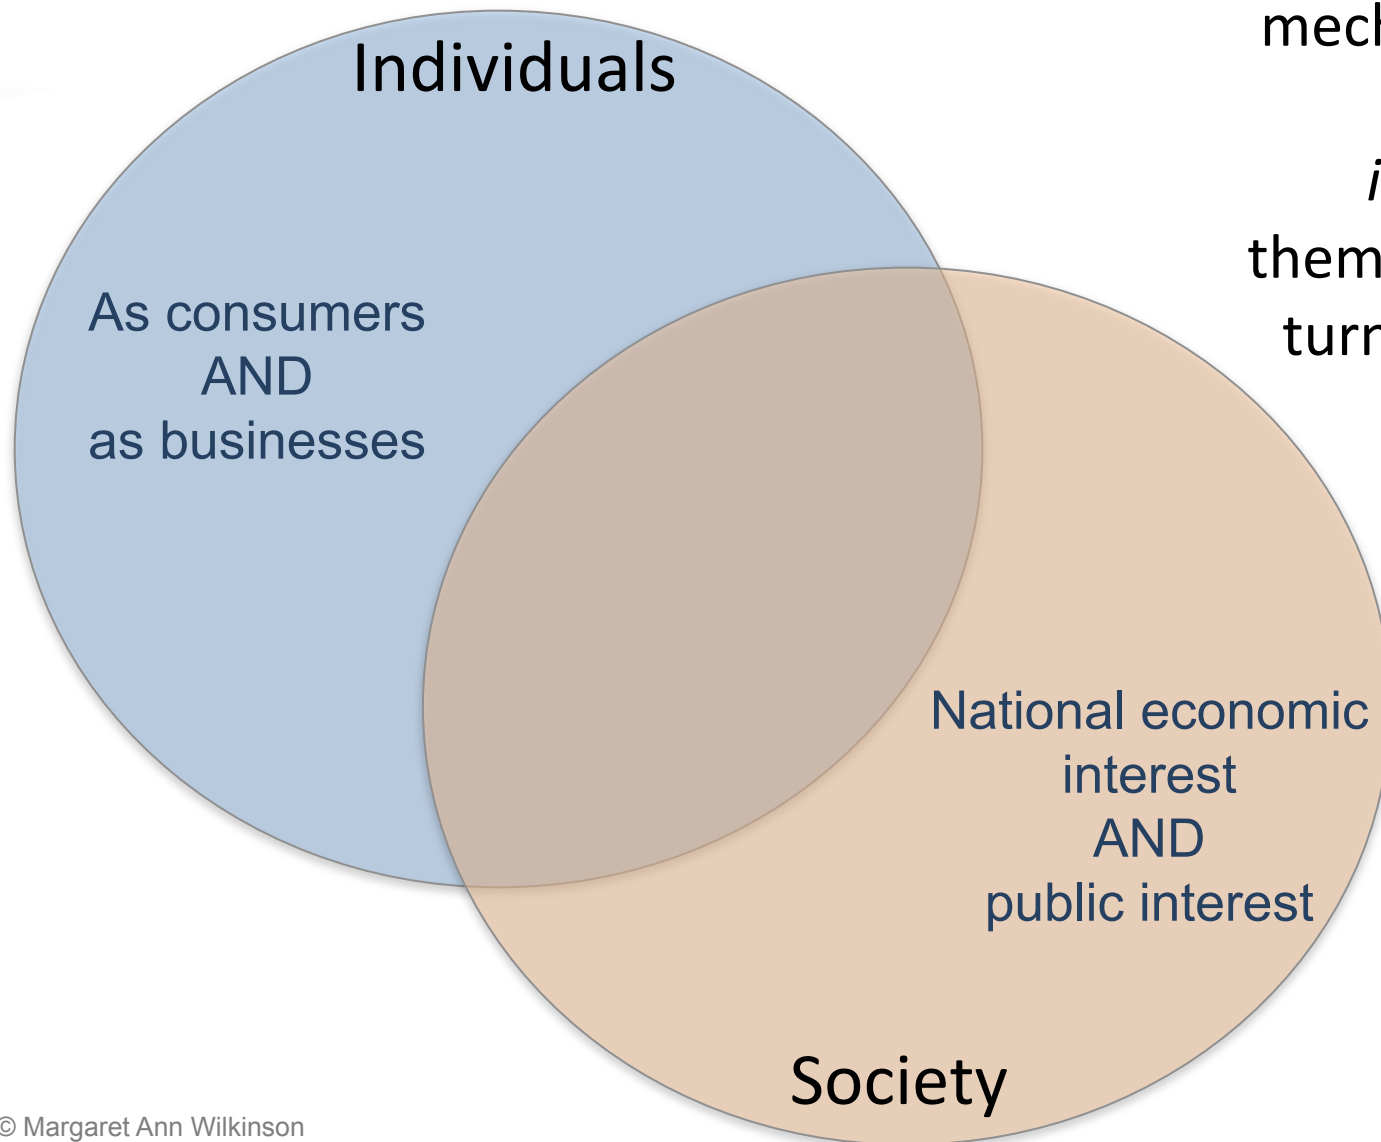 Individuals
As consumers
AND
as businesses
National economic
interest
AND
public interest
Society
© Margaret Ann Wilkinson